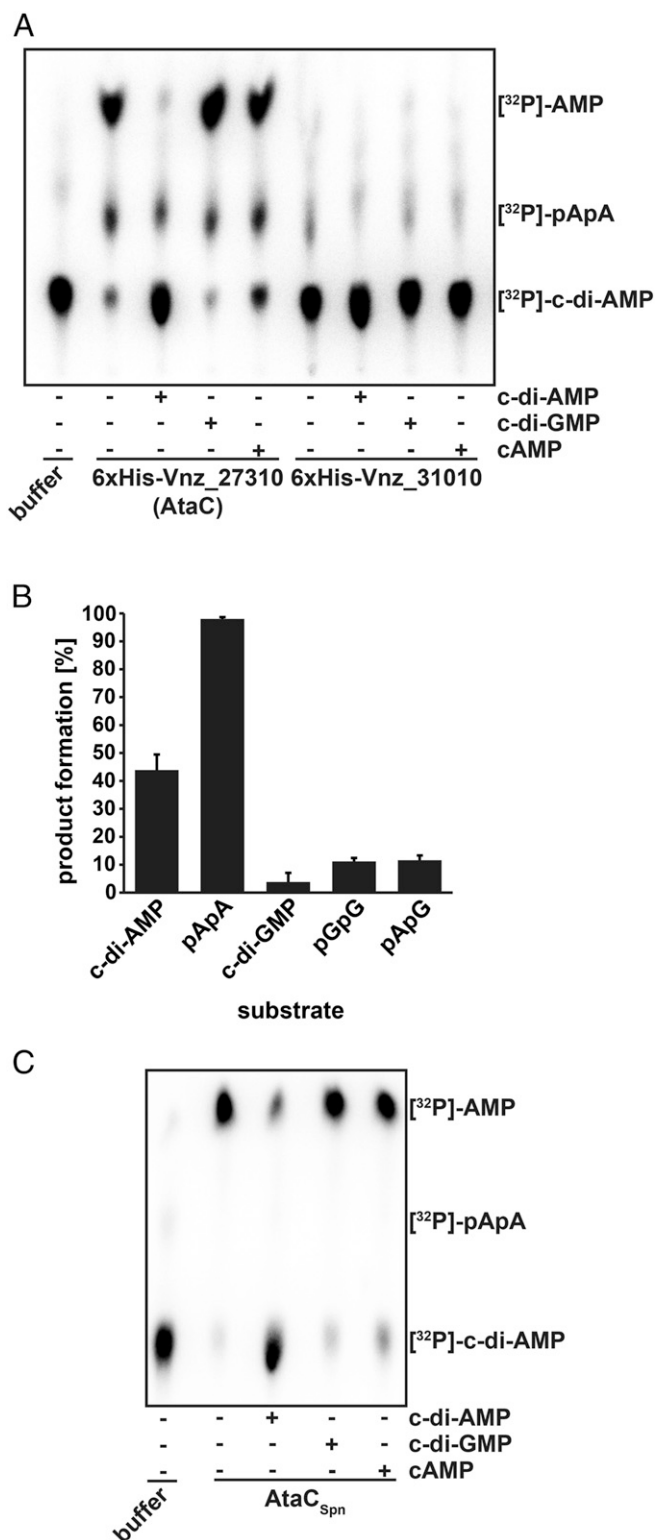 A
[³²P]-AMP
[³²P]-pApA
[³²P]-c-di-AMP
- - + - - - + - - c-di-AMP
- - - + - - - + - c-di-GMP
- - - - + - - - + cAMP
buffer 6xHis-Vnz_27310 6xHis-Vnz_31010
(AtaC)
B
product formation [%]
100
90
80
70
60
50
40
30
20
10
0
c-di-AMP pApA c-di-GMP pGpG pApG
substrate
C
[³²P]-AMP
[³²P]-pApA
[³²P]-c-di-AMP
- - + - - c-di-AMP
- - - + - c-di-GMP
- - - - + cAMP
buffer AtaC_Spn